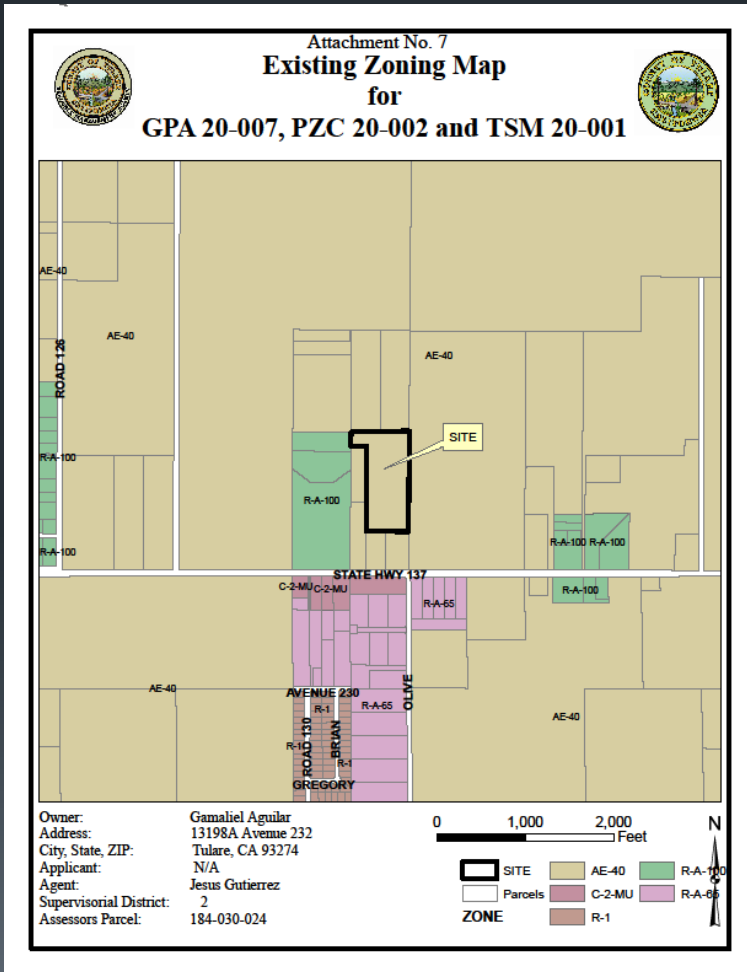 Attachment No. 7
Existing Zoning Map
for
GPA 20-007, PZC 20-002 and TSM 20-001
AE-40
AE-40
ROAD 126
AE-40
SITE
R-A-100
R-A-100
R-A-100
R-A-100
R-A-100
STATE HWY 137
C-2-MU
C-2-MU
R-A-65
R-A-100
AE-40
AVENUE 230
R-1
R-A-65
OLIVE
AE-40
R-1
ROAD 130
BRIAN
R-1
GREGORY
Owner: Gamaliel Aguilar
Address: 13198A Avenue 232
City, State, ZIP: Tulare, CA 93274
Applicant: N/A
Agent: Jesus Gutierrez
Supervisorial District: 2
Assessors Parcel: 184-030-024
0 1,000 2,000
Feet
N
SITE AE-40 R-A-100
Parcels C-2-MU R-A-65
ZONE R-1